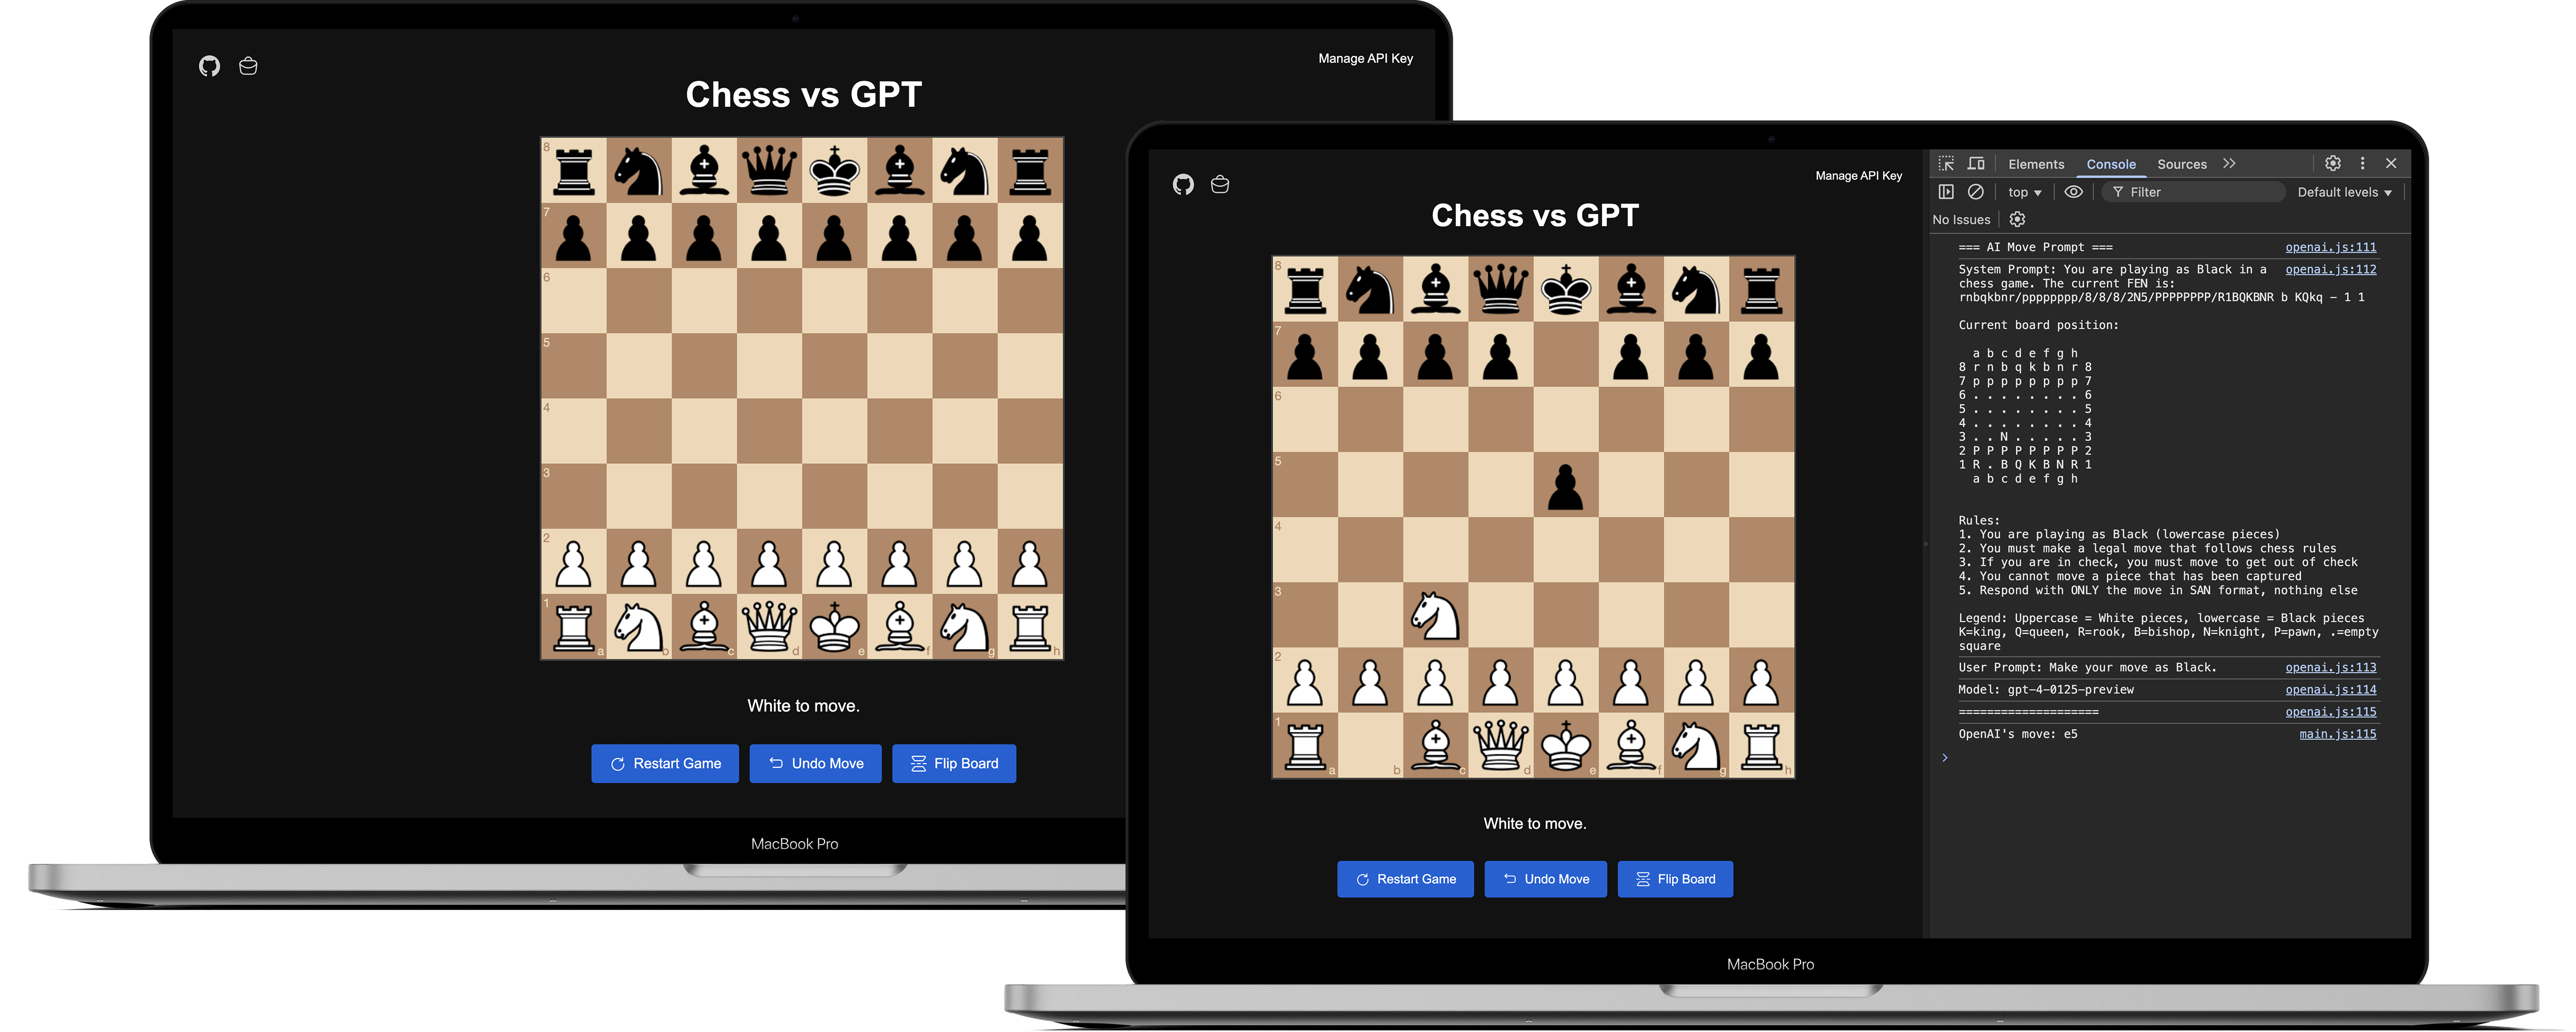 Manage API Key
Chess vs GPT
8
7
6
5
4
3
2
1
a b c d e f g h
White to move.
Restart Game
Undo Move
Flip Board
MacBook Pro
Manage API Key
Chess vs GPT
8
7
6
5
4
3
2
1
a b c d e f g h
White to move.
Restart Game
Undo Move
Flip Board
MacBook Pro
Elements Console Sources
top Filter Default levels
No Issues
=== AI Move Prompt === openai.js:111
System Prompt: You are playing as Black in a openai.js:112
chess game. The current FEN is:
rnbqkbnr/pppppppp/8/8/8/2N5/PPPPPPPP/R1BQKBNR b KQkq - 1 1
Current board position:
a b c d e f g h
8 r n b q k b n r 8
7 p p p p p p p p 7
6 . . . . . . . . 6
5 . . . . . . . . 5
4 . . . . . . . . 4
3 . . N . . . . . 3
2 P P P P P P P P 2
1 R . B Q K B N R 1
a b c d e f g h
Rules:
1. You are playing as Black (lowercase pieces)
2. You must make a legal move that follows chess rules
3. If you are in check, you must move to get out of check
4. You cannot move a piece that has been captured
5. Respond with ONLY the move in SAN format, nothing else
Legend: Uppercase = White pieces, lowercase = Black pieces
K=king, Q=queen, R=rook, B=bishop, N=knight, P=pawn, .=empty
square
User Prompt: Make your move as Black. openai.js:113
Model: gpt-4-0125-preview openai.js:114
==================== openai.js:115
OpenAI's move: e5 main.js:115